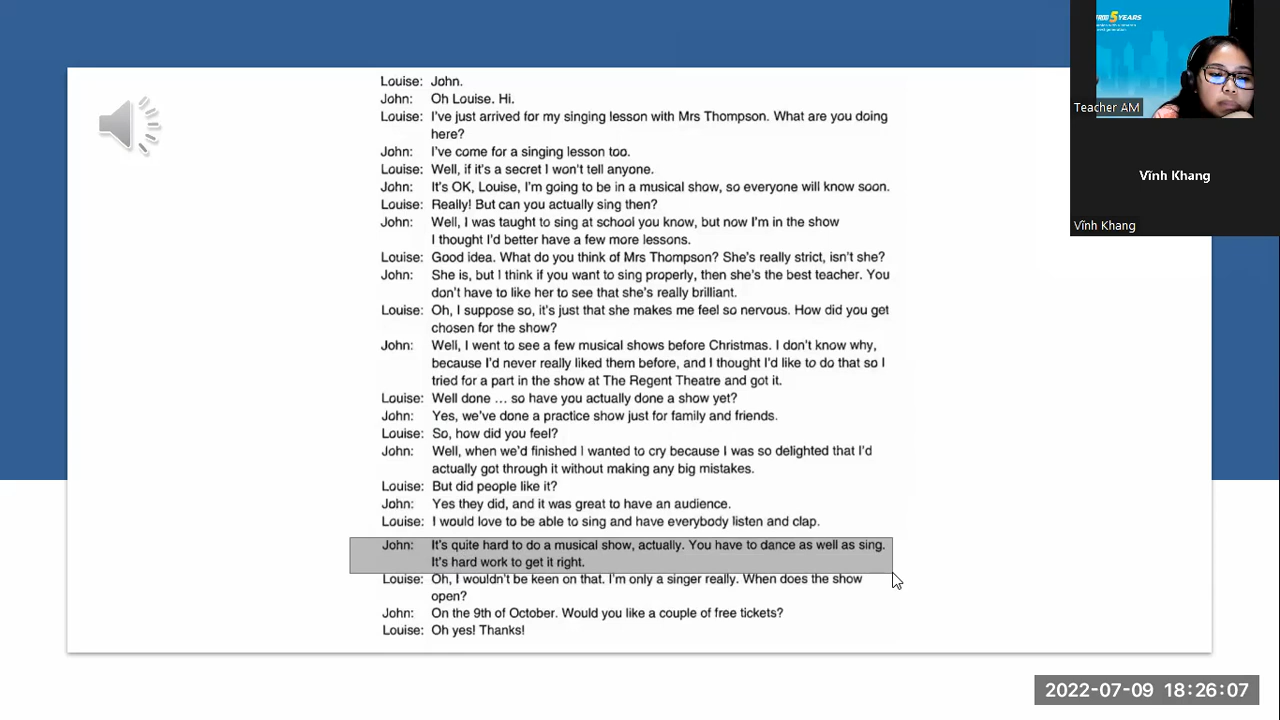 5 YEARS
Teacher AM
Vĩnh Khang
Vĩnh Khang
Louise: John.
John: Oh Louise. Hi.
Louise: I've just arrived for my singing lesson with Mrs Thompson. What are you doing
here?
John: I've come for a singing lesson too.
Louise: Well, if it's a secret I won't tell anyone.
John: It's OK, Louise, I'm going to be in a musical show, so everyone will know soon.
Louise: Really! But can you actually sing then?
John: Well, I was taught to sing at school you know, but now I'm in the show
I thought I'd better have a few more lessons.
Louise: Good idea. What do you think of Mrs Thompson? She's really strict, isn't she?
John: She is, but I think if you want to sing properly, then she's the best teacher. You
don't have to like her to see that she's really brilliant.
Louise: Oh, I suppose so, it's just that she makes me feel so nervous. How did you get
chosen for the show?
John: Well, I went to see a few musical shows before Christmas. I don't know why,
because I'd never really liked them before, and I thought I'd like to do that so I
tried for a part in the show at The Regent Theatre and got it.
Louise: Well done ... so have you actually done a show yet?
John: Yes, we've done a practice show just for family and friends.
Louise: So, how did you feel?
John: Well, when we'd finished I wanted to cry because I was so delighted that I'd
actually got through it without making any big mistakes.
Louise: But did people like it?
John: Yes they did, and it was great to have an audience.
Louise: I would love to be able to sing and have everybody listen and clap.
John: It's quite hard to do a musical show, actually. You have to dance as well as sing.
It's hard work to get it right.
Louise: Oh, I wouldn't be keen on that. I'm only a singer really. When does the show
open?
John: On the 9th of October. Would you like a couple of free tickets?
Louise: Oh yes! Thanks!
2022-07-09 18:26:07